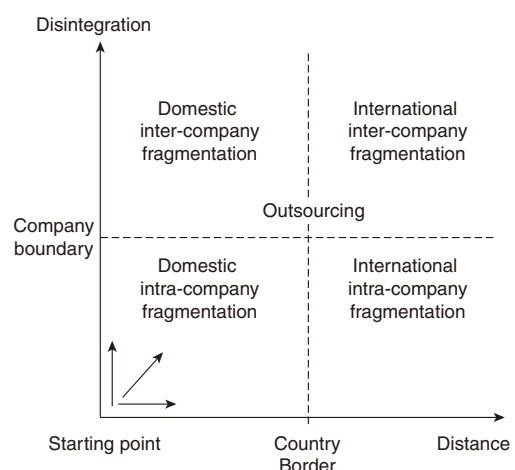 Disintegration
Domestic
inter-company
fragmentation
International
inter-company
fragmentation
Outsourcing
Company
boundary
Domestic
intra-company
fragmentation
International
intra-company
fragmentation
Starting point
Country
Border
Distance